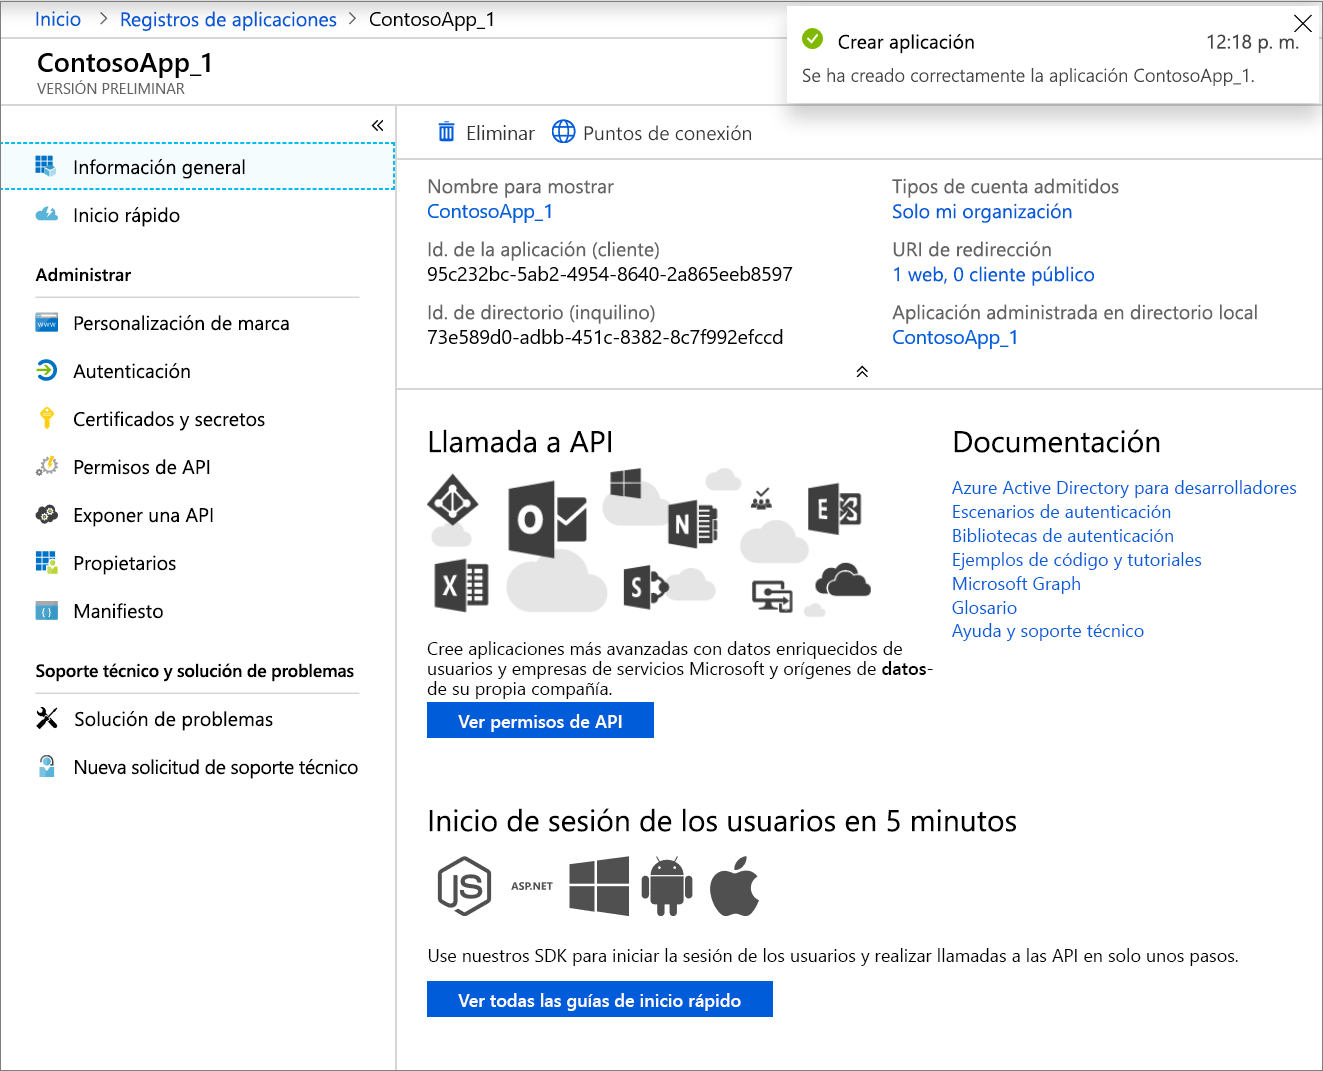 Inicio > Registros de aplicaciones > ContosoApp_1
Crear aplicación
12:18 p. m.
Se ha creado correctamente la aplicación ContosoApp_1.
ContosoApp_1
VERSIÓN PRELIMINAR
Información general
Inicio rápido
Administrar
Personalización de marca
Autenticación
Certificados y secretos
Permisos de API
Exponer una API
Propietarios
Manifiesto
Soporte técnico y solución de problemas
Solución de problemas
Nueva solicitud de soporte técnico
Eliminar
Puntos de conexión
Nombre para mostrar
ContosoApp_1
Id. de la aplicación (cliente)
95c232bc-5ab2-4954-8640-2a865eeb8597
Id. de directorio (inquilino)
73e589d0-adbb-451c-8382-8c7f992efccd
Tipos de cuenta admitidos
Solo mi organización
URI de redirección
1 web, 0 cliente público
Aplicación administrada en directorio local
ContosoApp_1
Llamada a API
Cree aplicaciones más avanzadas con datos enriquecidos de
usuarios y empresas de servicios Microsoft y orígenes de datos-
de su propia compañía.
Ver permisos de API
Documentación
Azure Active Directory para desarrolladores
Escenarios de autenticación
Bibliotecas de autenticación
Ejemplos de código y tutoriales
Microsoft Graph
Glosario
Ayuda y soporte técnico
Inicio de sesión de los usuarios en 5 minutos
JS
ASP.NET
Use nuestros SDK para iniciar la sesión de los usuarios y realizar llamadas a las API en solo unos pasos.
Ver todas las guías de inicio rápido